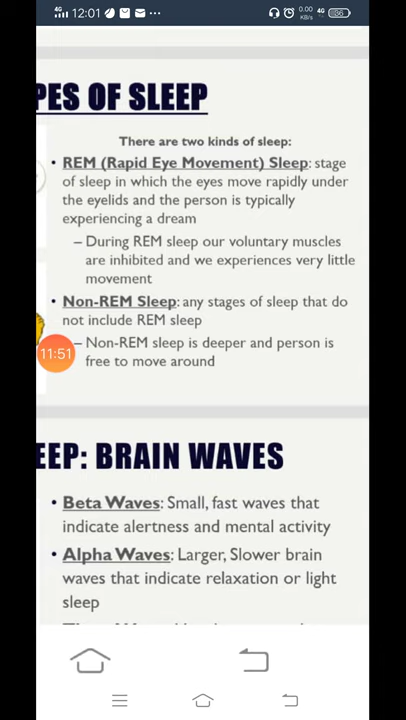 4G 12:01
0.00 KB/s 4G 36
PES OF SLEEP
There are two kinds of sleep:
• REM (Rapid Eye Movement) Sleep: stage
of sleep in which the eyes move rapidly under
the eyelids and the person is typically
experiencing a dream
– During REM sleep our voluntary muscles
are inhibited and we experiences very little
movement
• Non-REM Sleep: any stages of sleep that do
not include REM sleep
11:51
– Non-REM sleep is deeper and person is
free to move around
EEP: BRAIN WAVES
• Beta Waves: Small, fast waves that
indicate alertness and mental activity
• Alpha Waves: Larger, Slower brain
waves that indicate relaxation or light
sleep